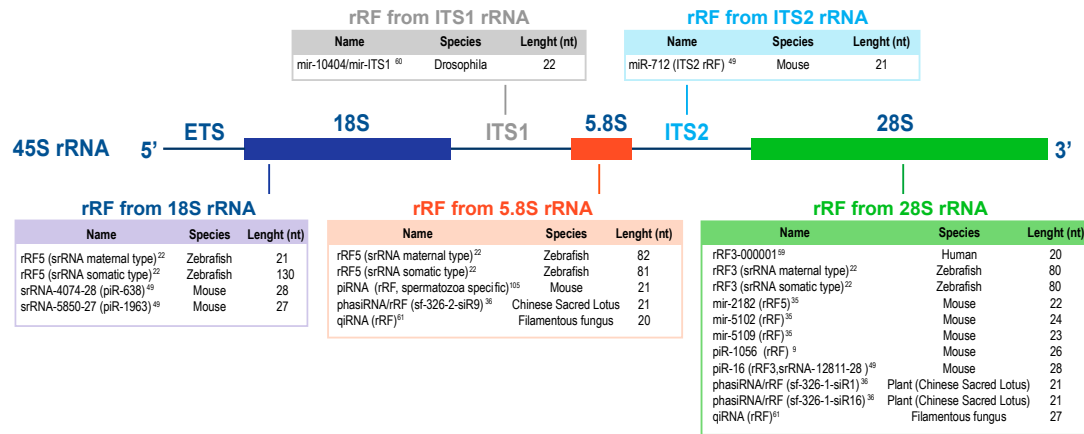 rRF from ITS1 rRNA
Name Species Lenght (nt)
mir-10404/mir-ITS1 60 Drosophila 22
rRF from ITS2 rRNA
Name Species Lenght (nt)
miR-712 (ITS2 rRF) 49 Mouse 21
45S rRNA 5' ETS 18S ITS1 5.8S ITS2 28S 3'
rRF from 18S rRNA
Name Species Lenght (nt)
rRF5 (srRNA maternal type)22 Zebrafish 21
rRF5 (srRNA somatic type)22 Zebrafish 130
srRNA-4074-28 (piR-638)49 Mouse 28
srRNA-5850-27 (piR-1963)49 Mouse 27
rRF from 5.8S rRNA
Name Species Lenght (nt)
rRF5 (srRNA maternal type)22 Zebrafish 82
rRF5 (srRNA somatic type)22 Zebrafish 81
piRNA (rRF, spermatozoa specific)105 Mouse 21
phasiRNA/rRF (sf-326-2-siR9)36 Chinese Sacred Lotus 21
qiRNA (rRF)61 Filamentous fungus 20
rRF from 28S rRNA
Name Species Lenght (nt)
rRF3-00000159 Human 20
rRF3 (srRNA maternal type)22 Zebrafish 80
rRF3 (srRNA somatic type)22 Zebrafish 80
mir-2182 (rRF5)35 Mouse 22
mir-5102 (rRF)35 Mouse 24
mir-5109 (rRF)35 Mouse 23
piR-1056 (rRF) 9 Mouse 26
piR-16 (rRF3,srRNA-12811-28 )49 Mouse 28
phasiRNA/rRF (sf-326-1-siR1)36 Plant (Chinese Sacred Lotus) 21
phasiRNA/rRF (sf-326-1-siR16)36 Plant (Chinese Sacred Lotus) 21
qiRNA (rRF)61 Filamentous fungus 27